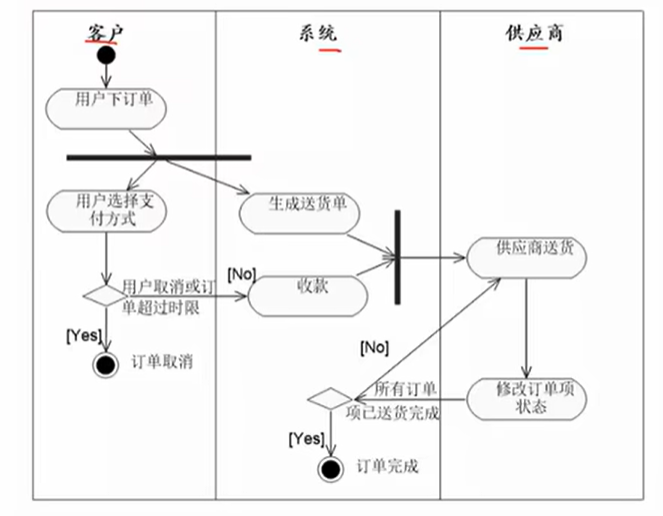 客户
系统
供应商
用户下订单
用户选择支
付方式
生成送货单
供应商送货
[No]
用户取消或订
单超过时限
收款
[Yes]
订单取消
[No]
所有订单
项已送货完成
修改订单项
状态
[Yes]
订单完成